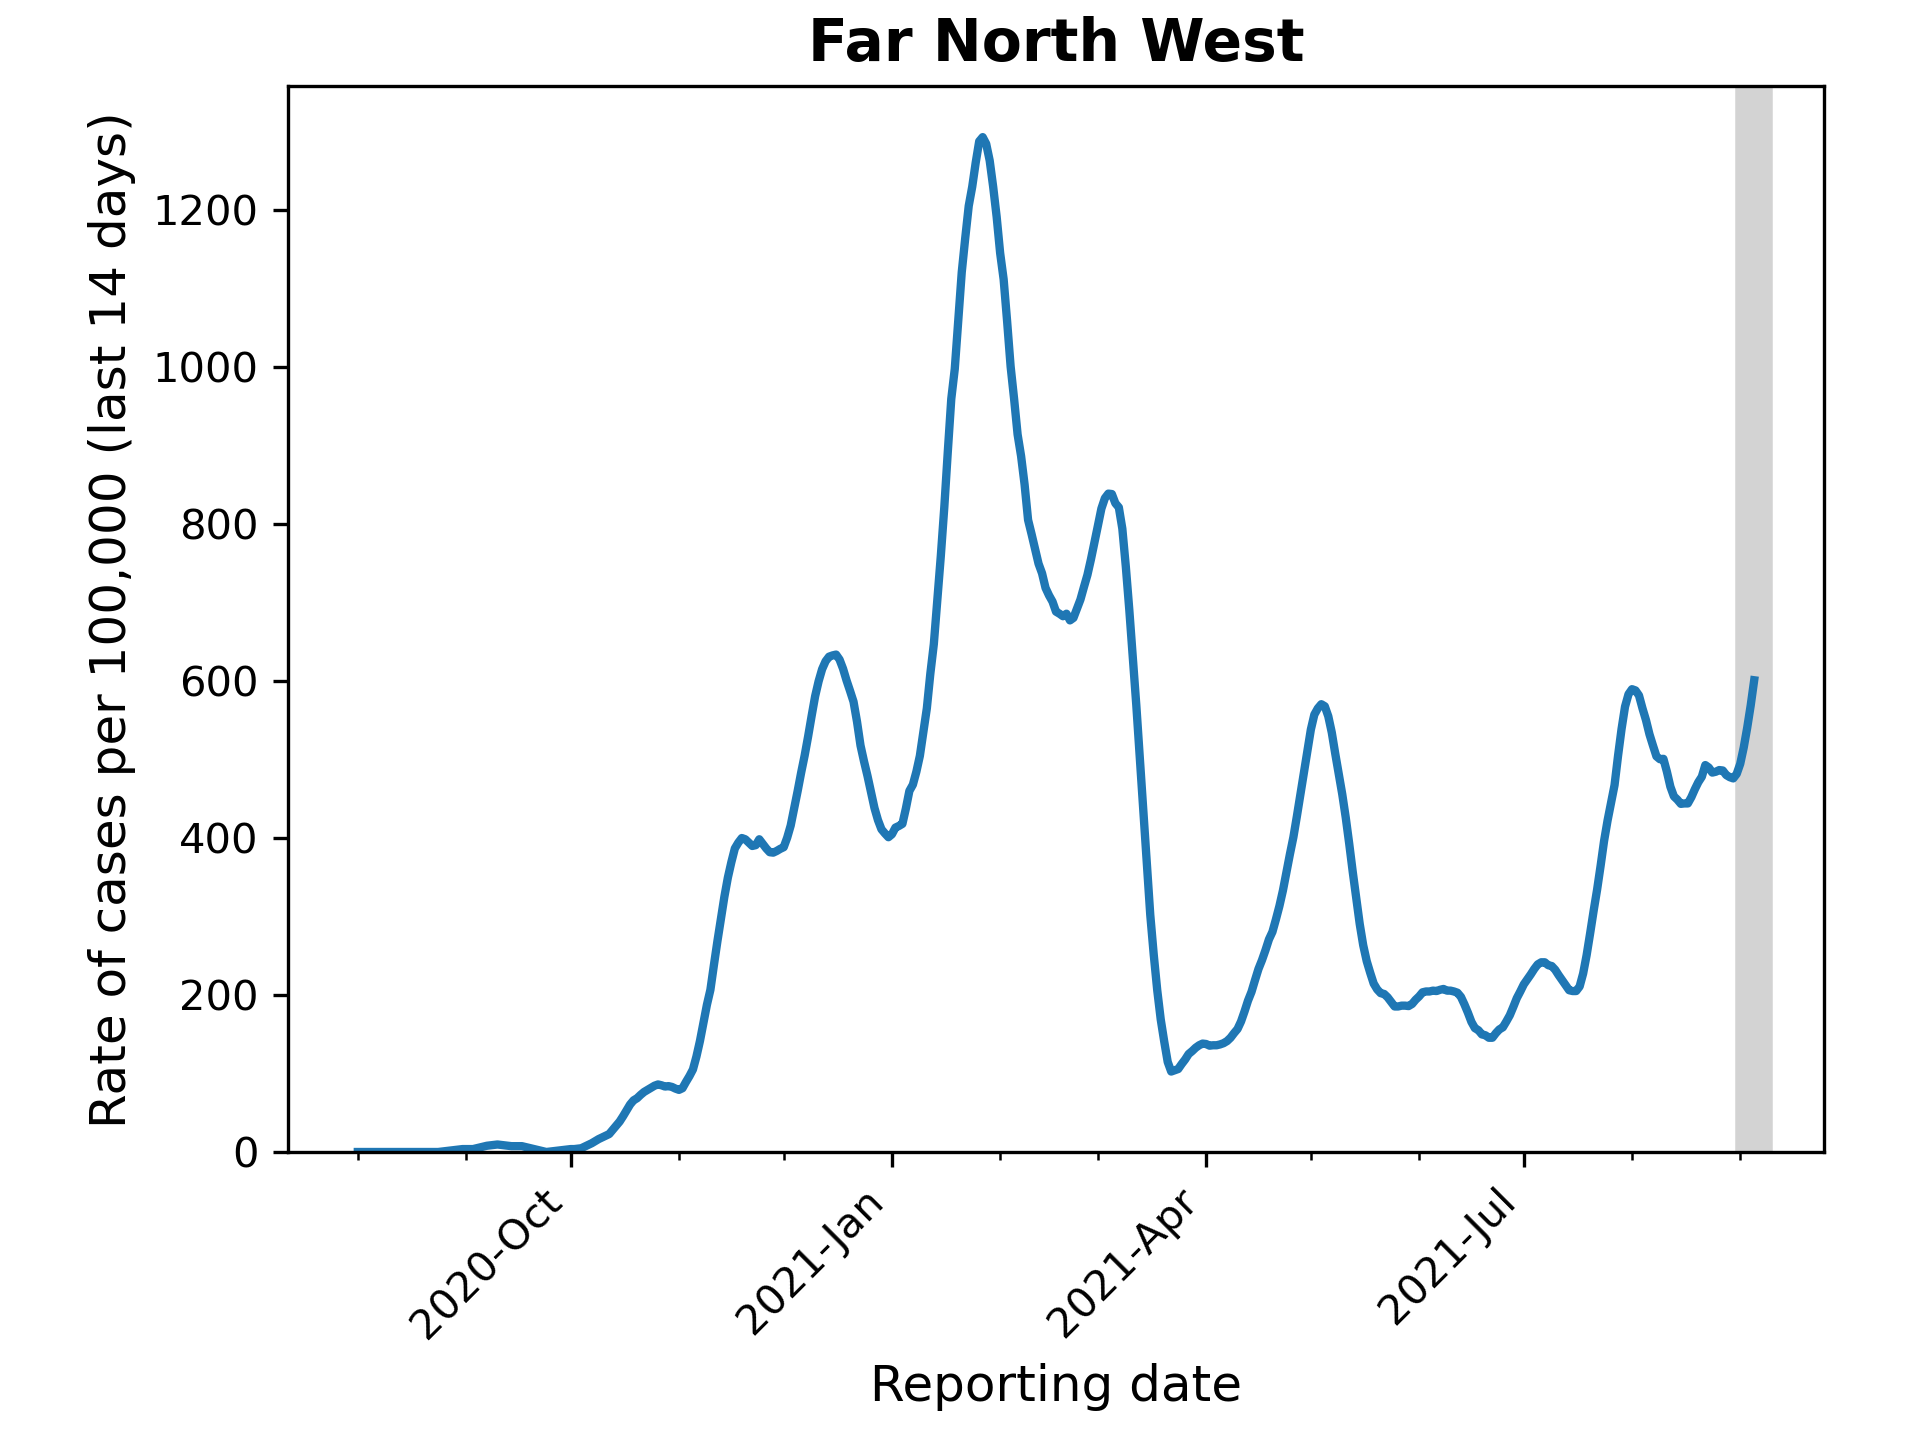 Far North West
Rate of cases per 100,000 (last 14 days)
1200
1000
800
600
400
200
0
2020-Oct
2021-Jan
2021-Apr
2021-Jul
Reporting date